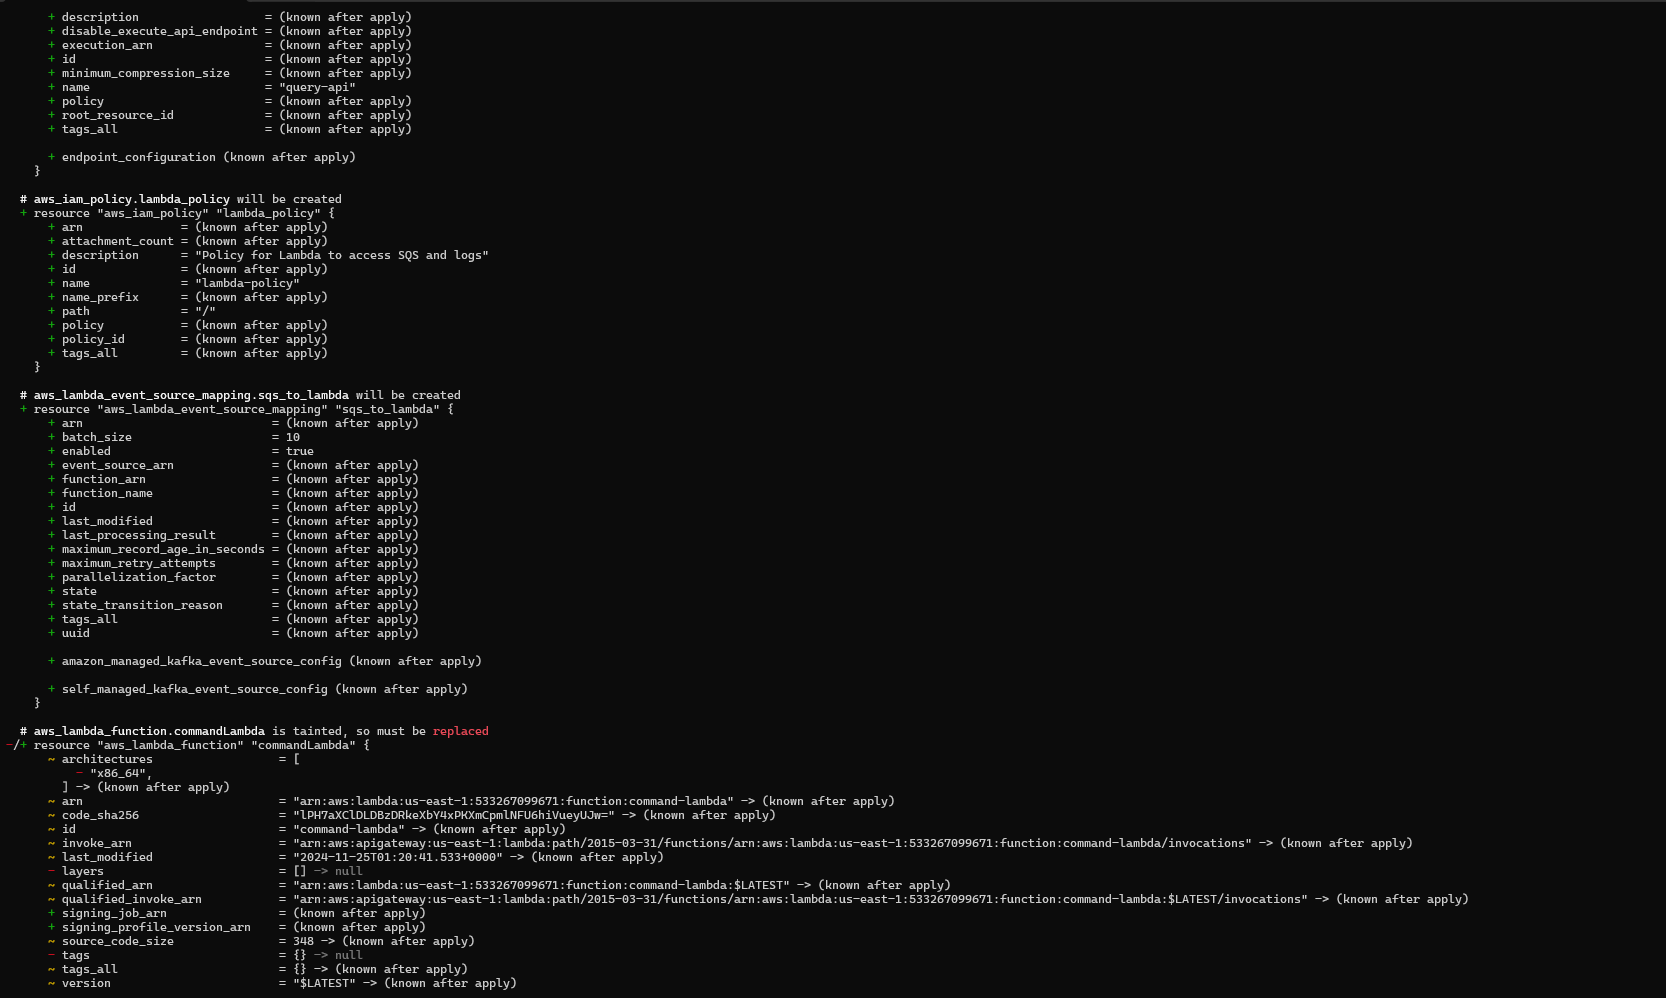 + description                  = (known after apply)
+ disable_execute_api_endpoint = (known after apply)
+ execution_arn                = (known after apply)
+ id                           = (known after apply)
+ minimum_compression_size     = (known after apply)
+ name                         = "query-api"
+ policy                       = (known after apply)
+ root_resource_id             = (known after apply)
+ tags_all                     = (known after apply)
+ endpoint_configuration (known after apply)
}
# aws_iam_policy.lambda_policy will be created
+ resource "aws_iam_policy" "lambda_policy" {
+ arn              = (known after apply)
+ attachment_count = (known after apply)
+ description      = "Policy for Lambda to access SQS and logs"
+ id               = (known after apply)
+ name             = "lambda-policy"
+ name_prefix      = (known after apply)
+ path             = "/"
+ policy           = (known after apply)
+ policy_id        = (known after apply)
+ tags_all         = (known after apply)
}
# aws_lambda_event_source_mapping.sqs_to_lambda will be created
+ resource "aws_lambda_event_source_mapping" "sqs_to_lambda" {
+ arn                           = (known after apply)
+ batch_size                    = 10
+ enabled                       = true
+ event_source_arn              = (known after apply)
+ function_arn                  = (known after apply)
+ function_name                 = (known after apply)
+ id                            = (known after apply)
+ last_modified                 = (known after apply)
+ last_processing_result        = (known after apply)
+ maximum_record_age_in_seconds = (known after apply)
+ maximum_retry_attempts        = (known after apply)
+ parallelization_factor        = (known after apply)
+ state                         = (known after apply)
+ state_transition_reason       = (known after apply)
+ tags_all                      = (known after apply)
+ uuid                          = (known after apply)
+ amazon_managed_kafka_event_source_config (known after apply)
+ self_managed_kafka_event_source_config (known after apply)
}
# aws_lambda_function.commandLambda is tainted, so must be replaced
-/+ resource "aws_lambda_function" "commandLambda" {
~ architectures                  = [
- "x86_64",
] -> (known after apply)
~ arn                            = "arn:aws:lambda:us-east-1:533267099671:function:command-lambda" -> (known after apply)
~ code_sha256                    = "lPH7aXClDLDBzDRkeXbY4xPKXmCpmlNFU6hiVueyUJw=" -> (known after apply)
~ id                             = "command-lambda" -> (known after apply)
~ invoke_arn                     = "arn:aws:apigateway:us-east-1:lambda:path/2015-03-31/functions/arn:aws:lambda:us-east-1:533267099671:function:command-lambda/invocations" -> (known after apply)
~ last_modified                  = "2024-11-25T01:20:41.533+0000" -> (known after apply)
- layers                         = [] -> null
~ qualified_arn                  = "arn:aws:lambda:us-east-1:533267099671:function:command-lambda:$LATEST" -> (known after apply)
~ qualified_invoke_arn           = "arn:aws:apigateway:us-east-1:lambda:path/2015-03-31/functions/arn:aws:lambda:us-east-1:533267099671:function:command-lambda:$LATEST/invocations" -> (known after apply)
+ signing_job_arn                = (known after apply)
+ signing_profile_version_arn    = (known after apply)
~ source_code_size               = 348 -> (known after apply)
- tags                           = {} -> null
~ tags_all                       = {} -> (known after apply)
~ version                        = "$LATEST" -> (known after apply)